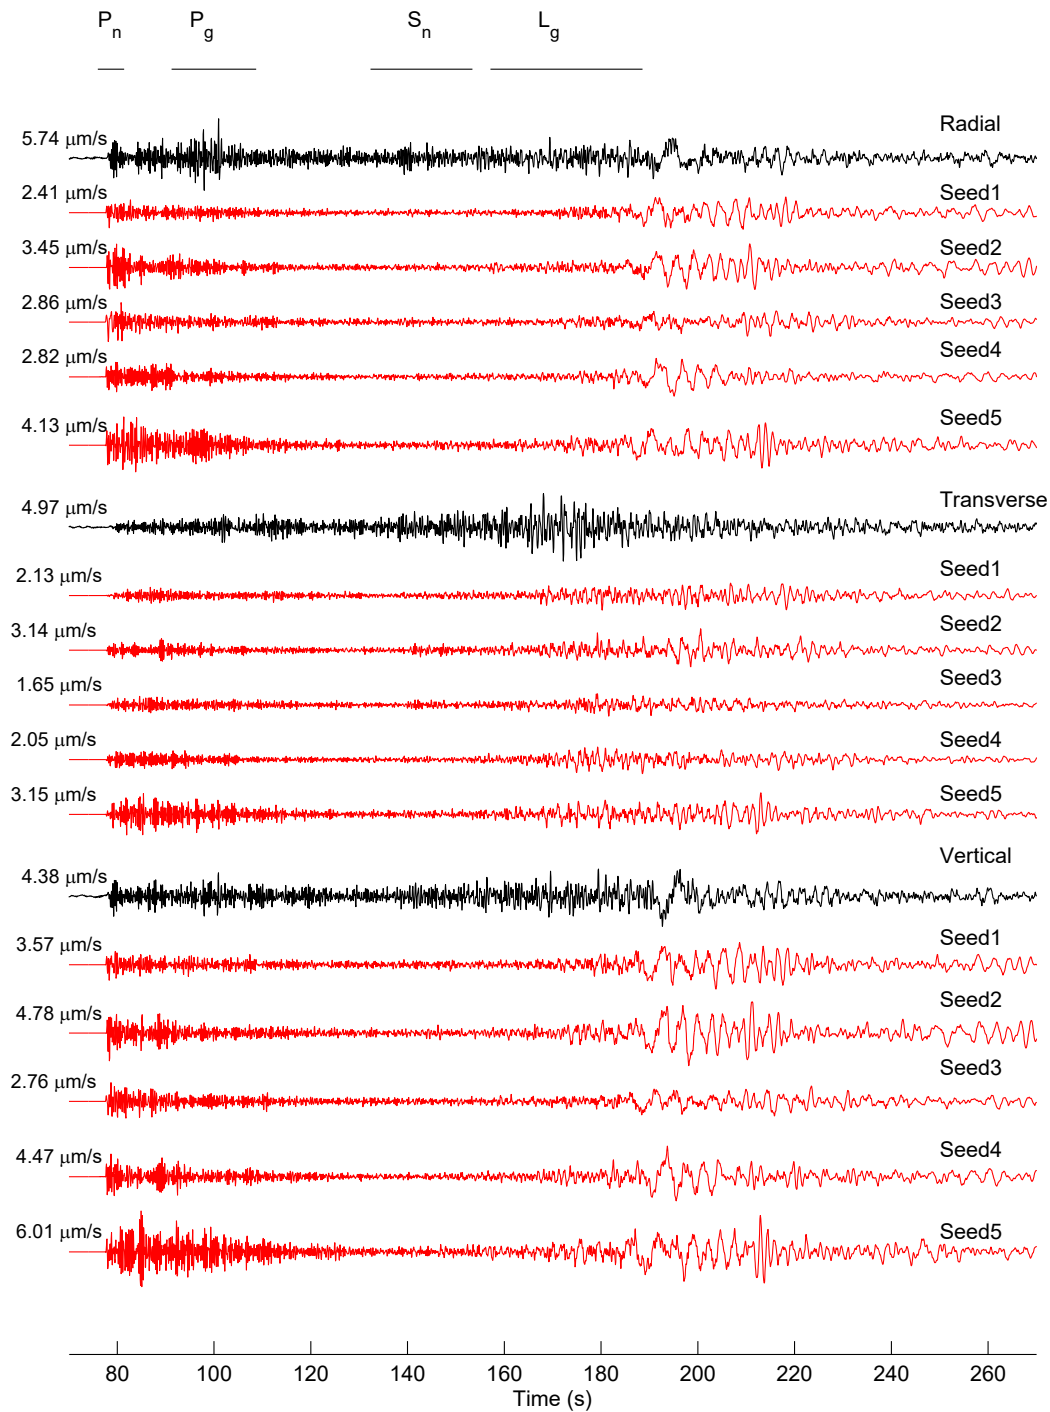 Pn Pg Sn Lg
Radial
5.74 μm/s
2.41 μm/s Seed1
3.45 μm/s Seed2
2.86 μm/s Seed3
2.82 μm/s Seed4
4.13 μm/s Seed5
4.97 μm/s Transverse
2.13 μm/s Seed1
3.14 μm/s Seed2
1.65 μm/s Seed3
2.05 μm/s Seed4
3.15 μm/s Seed5
Vertical
4.38 μm/s
3.57 μm/s Seed1
4.78 μm/s Seed2
2.76 μm/s Seed3
4.47 μm/s Seed4
6.01 μm/s Seed5
80 100 120 140 160 180 200 220 240 260
Time (s)